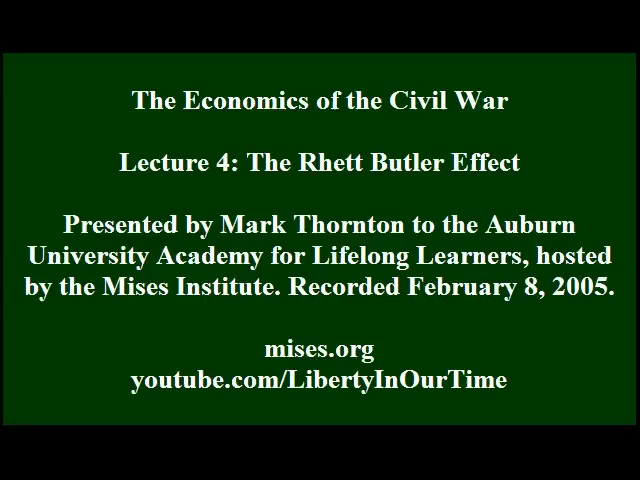 The Economics of the Civil War
Lecture 4: The Rhett Butler Effect
Presented by Mark Thornton to the Auburn
University Academy for Lifelong Learners, hosted
by the Mises Institute. Recorded February 8, 2005.
mises.org
youtube.com/LibertyInOurTime